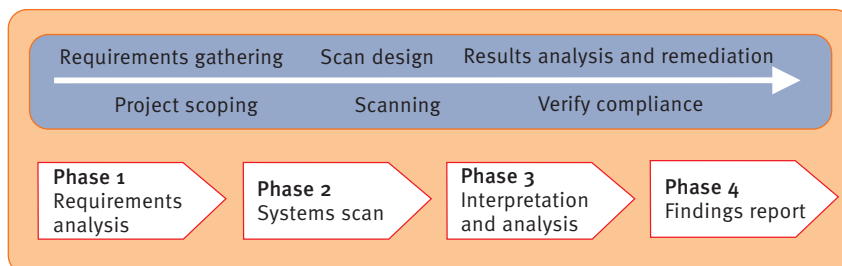 Requirements gathering Scan design Results analysis and remediation
Project scoping Scanning Verify compliance
Phase 1
Requirements
analysis
Phase 2
Systems scan
Phase 3
Interpretation
and analysis
Phase 4
Findings report